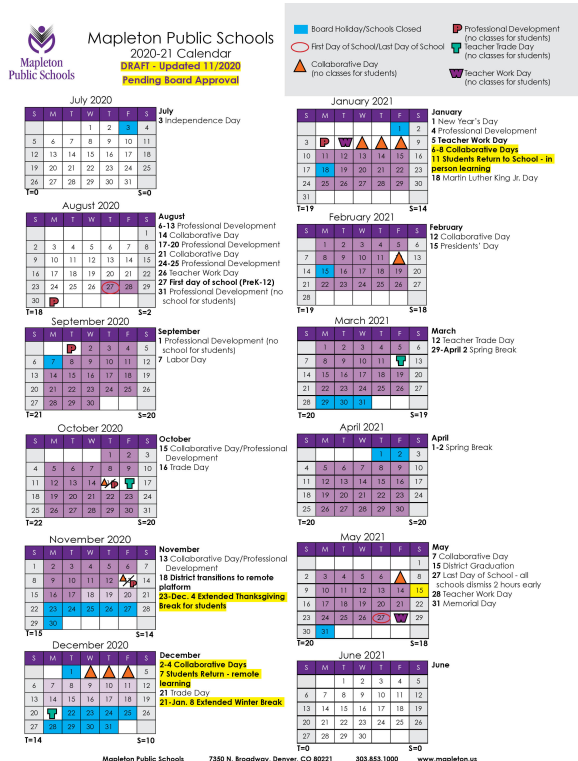 Mapleton
Public Schools
Mapleton Public Schools
2020-21 Calendar
DRAFT - Updated 11/2020
Pending Board Approval
Board Holiday/Schools Closed
First Day of School/Last Day of School
Collaborative Day
(no classes for students)
P Professional Development
(no classes for students)
T Teacher Trade Day
(no classes for students)
W Teacher Work Day
(no classes for students)
July 2020
S M T W T F S
1 2 3 4
5 6 7 8 9 10 11
12 13 14 15 16 17 18
19 20 21 22 23 24 25
26 27 28 29 30 31
T=0 S=0
July
3 Independence Day
August 2020
S M T W T F S
1
2 3 4 5 6 7 8
9 10 11 12 13 14 15
16 17 18 19 20 21 22
23 24 25 26 27 28 29
30 P
T=18 S=2
August
6-13 Professional Development
14 Collaborative Day
17-20 Professional Development
21 Collaborative Day
24-25 Professional Development
26 Teacher Work Day
27 First day of school (PreK-12)
31 Professional Development (no
school for students)
September 2020
S M T W T F S
P 2 3 4 5
6 7 8 9 10 11 12
13 14 15 16 17 18 19
20 21 22 23 24 25 26
27 28 29 30
T=21 S=20
September
1 Professional Development (no
school for students)
7 Labor Day
October 2020
S M T W T F S
1 2 3
4 5 6 7 8 9 10
11 12 13 14 P T 17
18 19 20 21 22 23 24
25 26 27 28 29 30 31
T=22 S=20
October
15 Collaborative Day/Professional
Development
16 Trade Day
November 2020
S M T W T F S
1 2 3 4 5 6 7
8 9 10 11 12 P 14
15 16 17 18 19 20 21
22 23 24 25 26 27 28
29 30
T=15 S=14
November
13 Collaborative Day/Professional
Development
18 District transitions to remote
platform
23-Dec. 4 Extended Thanksgiving
Break for students
December 2020
S M T W T F S
1 5
6 7 8 9 10 11 12
13 14 15 16 17 18 19
20 T 22 23 24 25 26
27 28 29 30 31
T=14 S=10
December
2-4 Collaborative Days
7 Students Return - remote
learning
21 Trade Day
21-Jan. 8 Extended Winter Break
January 2021
S M T W T F S
1 2
3 P W 9
10 11 12 13 14 15 16
17 18 19 20 21 22 23
24 25 26 27 28 29 30
31
T=19 S=14
January
1 New Year's Day
4 Professional Development
5 Teacher Work Day
6-8 Collaborative Days
11 Students Return to School - in
person learning
18 Martin Luther King Jr. Day
February 2021
S M T W T F S
1 2 3 4 5 6
7 8 9 10 11 13
14 15 16 17 18 19 20
21 22 23 24 25 26 27
28
T=19 S=18
February
12 Collaborative Day
15 Presidents' Day
March 2021
S M T W T F S
1 2 3 4 5 6
7 8 9 10 11 T 13
14 15 16 17 18 19 20
21 22 23 24 25 26 27
28 29 30 31
T=20 S=19
March
12 Teacher Trade Day
29-April 2 Spring Break
April 2021
S M T W T F S
1 2 3
4 5 6 7 8 9 10
11 12 13 14 15 16 17
18 19 20 21 22 23 24
25 26 27 28 29 30
T=20 S=20
April
1-2 Spring Break
May 2021
S M T W T F S
1
2 3 4 5 6 8
9 10 11 12 13 14 15
16 17 18 19 20 21 22
23 24 25 26 27 W 29
30 31
T=20 S=18
May
7 Collaborative Day
15 District Graduation
27 Last Day of School - all
schools dismiss 2 hours early
28 Teacher Work Day
31 Memorial Day
June 2021
S M T W T F S
1 2 3 4 5
6 7 8 9 10 11 12
13 14 15 16 17 18 19
20 21 22 23 24 25 26
27 28 29 30
T=0 S=0
June
Mapleton Public Schools 7350 N. Broadway, Denver, CO 80221 303.853.1000 www.mapleton.us